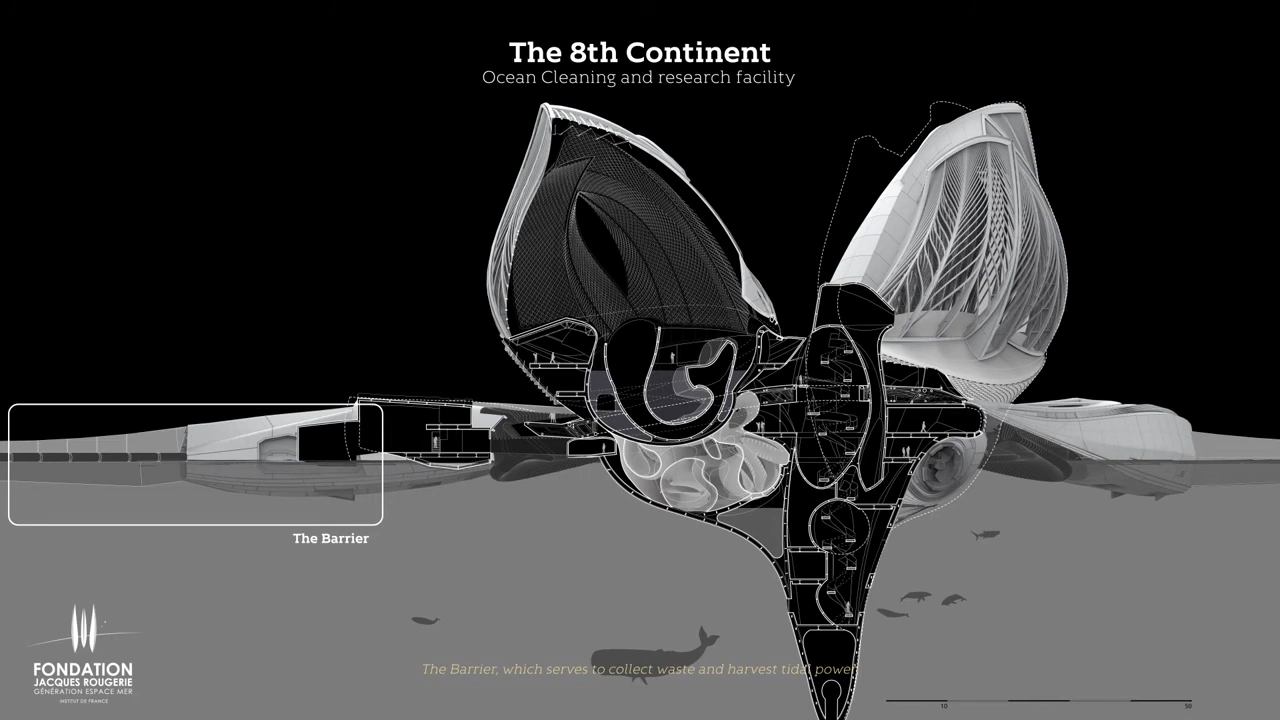 The 8th Continent
Ocean Cleaning and research facility
The Barrier
FONDATION
JACQUES ROUGERIE
GÉNÉRATION ESPACE MER
INSTITUT DE FRANCE
The Barrier, which serves to collect waste and harvest tidal power
10
50